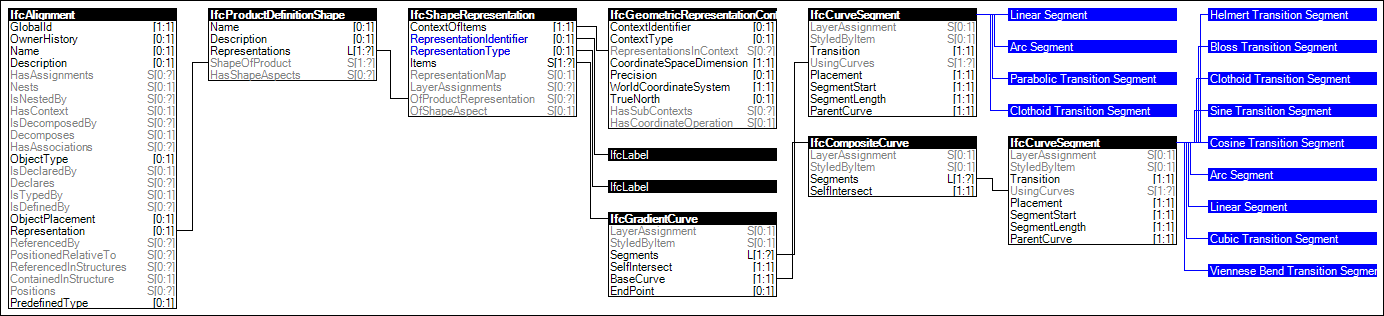 IfcAlignment
GlobalId [1:1]
OwnerHistory [0:1]
Name [0:1]
Description [0:1]
HasAssignments S[0:?]
Nests S[0:1]
IsNestedBy S[0:?]
HasContext S[0:1]
IsDecomposedBy S[0:?]
Decomposes S[0:1]
HasAssociations S[0:?]
ObjectType [0:1]
IsDeclaredBy S[0:1]
Declares S[0:?]
IsTypedBy S[0:1]
IsDefinedBy S[0:?]
ObjectPlacement [0:1]
Representation [0:1]
ReferencedBy S[0:?]
PositionedRelativeTo S[0:1]
ReferencedInStructures S[0:?]
ContainedInStructure S[0:1]
Positions S[0:?]
PredefinedType [0:1]
IfcProductDefinitionShape
Name [0:1]
Description [0:1]
Representations L[1:?]
ShapeOfProduct S[1:?]
HasShapeAspects S[0:?]
IfcShapeRepresentation
ContextOfItems [1:1]
RepresentationIdentifier [0:1]
RepresentationType [0:1]
Items S[1:?]
RepresentationMap S[0:1]
LayerAssignments S[0:?]
OfProductRepresentation S[0:?]
OfShapeAspect S[0:1]
IfcGeometricRepresentationCont
ContextIdentifier [0:1]
ContextType [0:1]
RepresentationsInContext S[0:?]
CoordinateSpaceDimension [1:1]
Precision [0:1]
WorldCoordinateSystem [1:1]
TrueNorth [0:1]
HasSubContexts S[0:?]
HasCoordinateOperation S[0:1]
IfcLabel
IfcLabel
IfcGradientCurve
LayerAssignment S[0:1]
StyledByItem S[0:1]
Segments L[1:?]
SelfIntersect [1:1]
BaseCurve [1:1]
EndPoint [0:1]
IfcCurveSegment
LayerAssignment S[0:1]
StyledByItem S[0:1]
Transition [1:1]
UsingCurves S[1:?]
Placement [1:1]
SegmentStart [1:1]
SegmentLength [1:1]
ParentCurve [1:1]
IfcCompositeCurve
LayerAssignment S[0:1]
StyledByItem S[0:1]
Segments L[1:?]
SelfIntersect [1:1]
Linear Segment
Arc Segment
Parabolic Transition Segment
Clothoid Transition Segment
IfcCurveSegment
LayerAssignment S[0:1]
StyledByItem S[0:1]
Transition [1:1]
UsingCurves S[1:?]
Placement [1:1]
SegmentStart [1:1]
SegmentLength [1:1]
ParentCurve [1:1]
Helmert Transition Segment
Bloss Transition Segment
Clothoid Transition Segment
Sine Transition Segment
Cosine Transition Segment
Arc Segment
Linear Segment
Cubic Transition Segment
Viennese Bend Transition Segmen